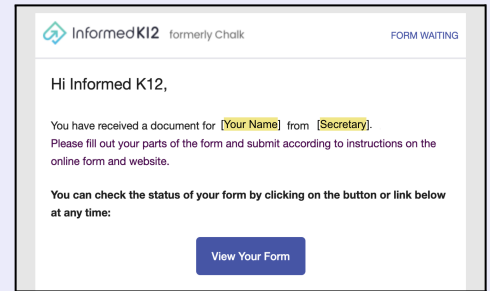 InformedK12 formerly Chalk
FORM WAITING
Hi Informed K12,
You have received a document for [Your Name] from [Secretary].
Please fill out your parts of the form and submit according to instructions on the
online form and website.
You can check the status of your form by clicking on the button or link below
at any time:
View Your Form